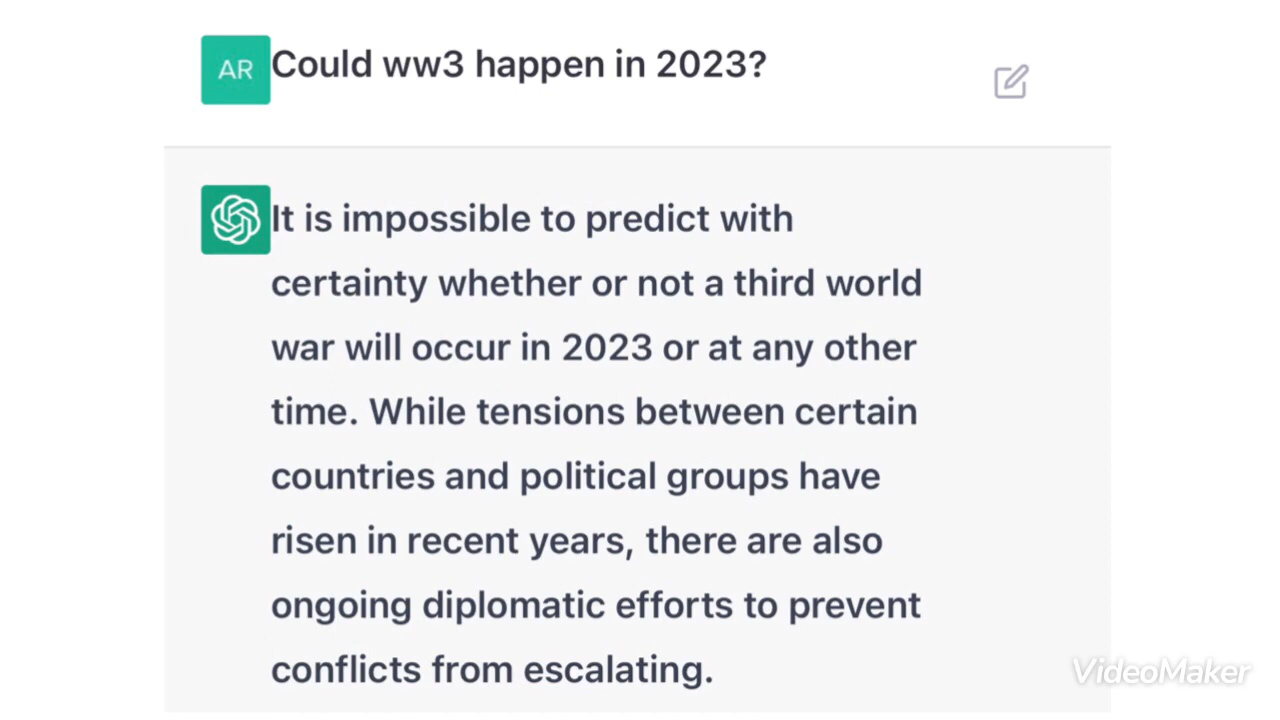 AR Could ww3 happen in 2023?
It is impossible to predict with
certainty whether or not a third world
war will occur in 2023 or at any other
time. While tensions between certain
countries and political groups have
risen in recent years, there are also
ongoing diplomatic efforts to prevent
conflicts from escalating.
VideoMaker